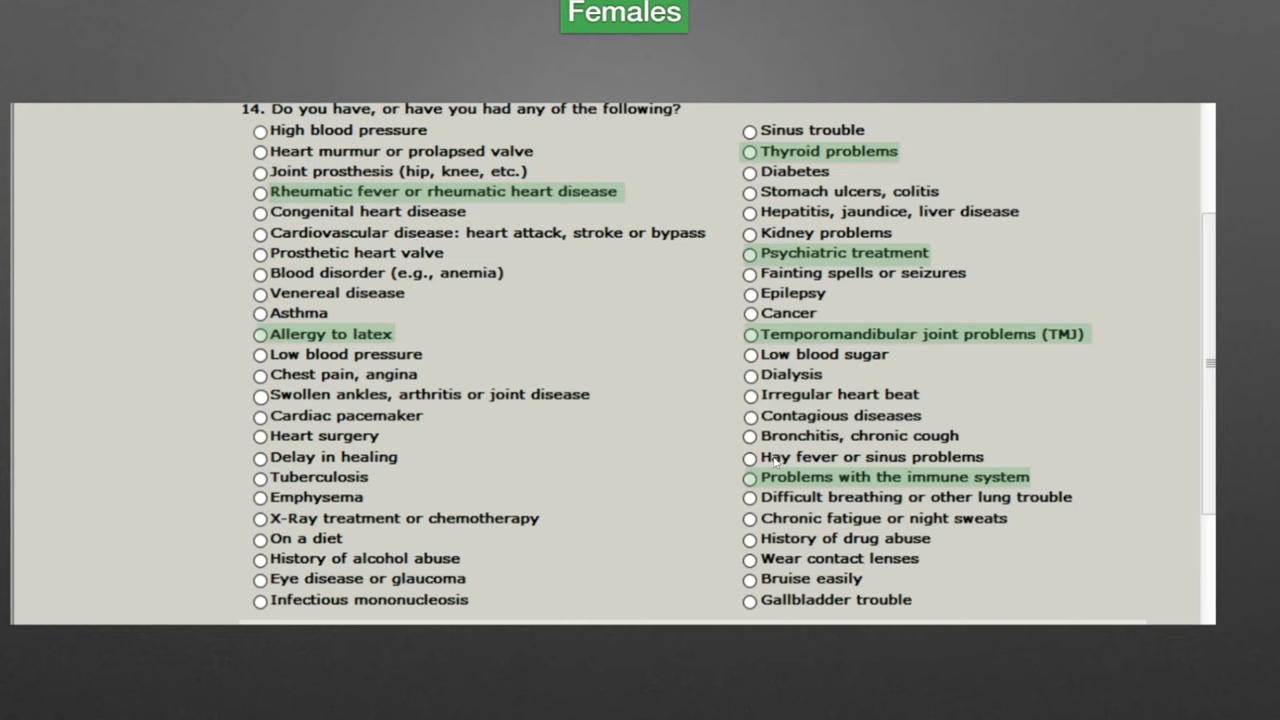 Females
14. Do you have, or have you had any of the following?
High blood pressure
Heart murmur or prolapsed valve
Joint prosthesis (hip, knee, etc.)
Rheumatic fever or rheumatic heart disease
Congenital heart disease
Cardiovascular disease: heart attack, stroke or bypass
Prosthetic heart valve
Blood disorder (e.g., anemia)
Venereal disease
Asthma
Allergy to latex
Low blood pressure
Chest pain, angina
Swollen ankles, arthritis or joint disease
Cardiac pacemaker
Heart surgery
Delay in healing
Tuberculosis
Emphysema
X-Ray treatment or chemotherapy
On a diet
History of alcohol abuse
Eye disease or glaucoma
Infectious mononucleosis
Sinus trouble
Thyroid problems
Diabetes
Stomach ulcers, colitis
Hepatitis, jaundice, liver disease
Kidney problems
Psychiatric treatment
Fainting spells or seizures
Epilepsy
Cancer
Temporomandibular joint problems (TMJ)
Low blood sugar
Dialysis
Irregular heart beat
Contagious diseases
Bronchitis, chronic cough
Hay fever or sinus problems
Problems with the immune system
Difficult breathing or other lung trouble
Chronic fatigue or night sweats
History of drug abuse
Wear contact lenses
Bruise easily
Gallbladder trouble